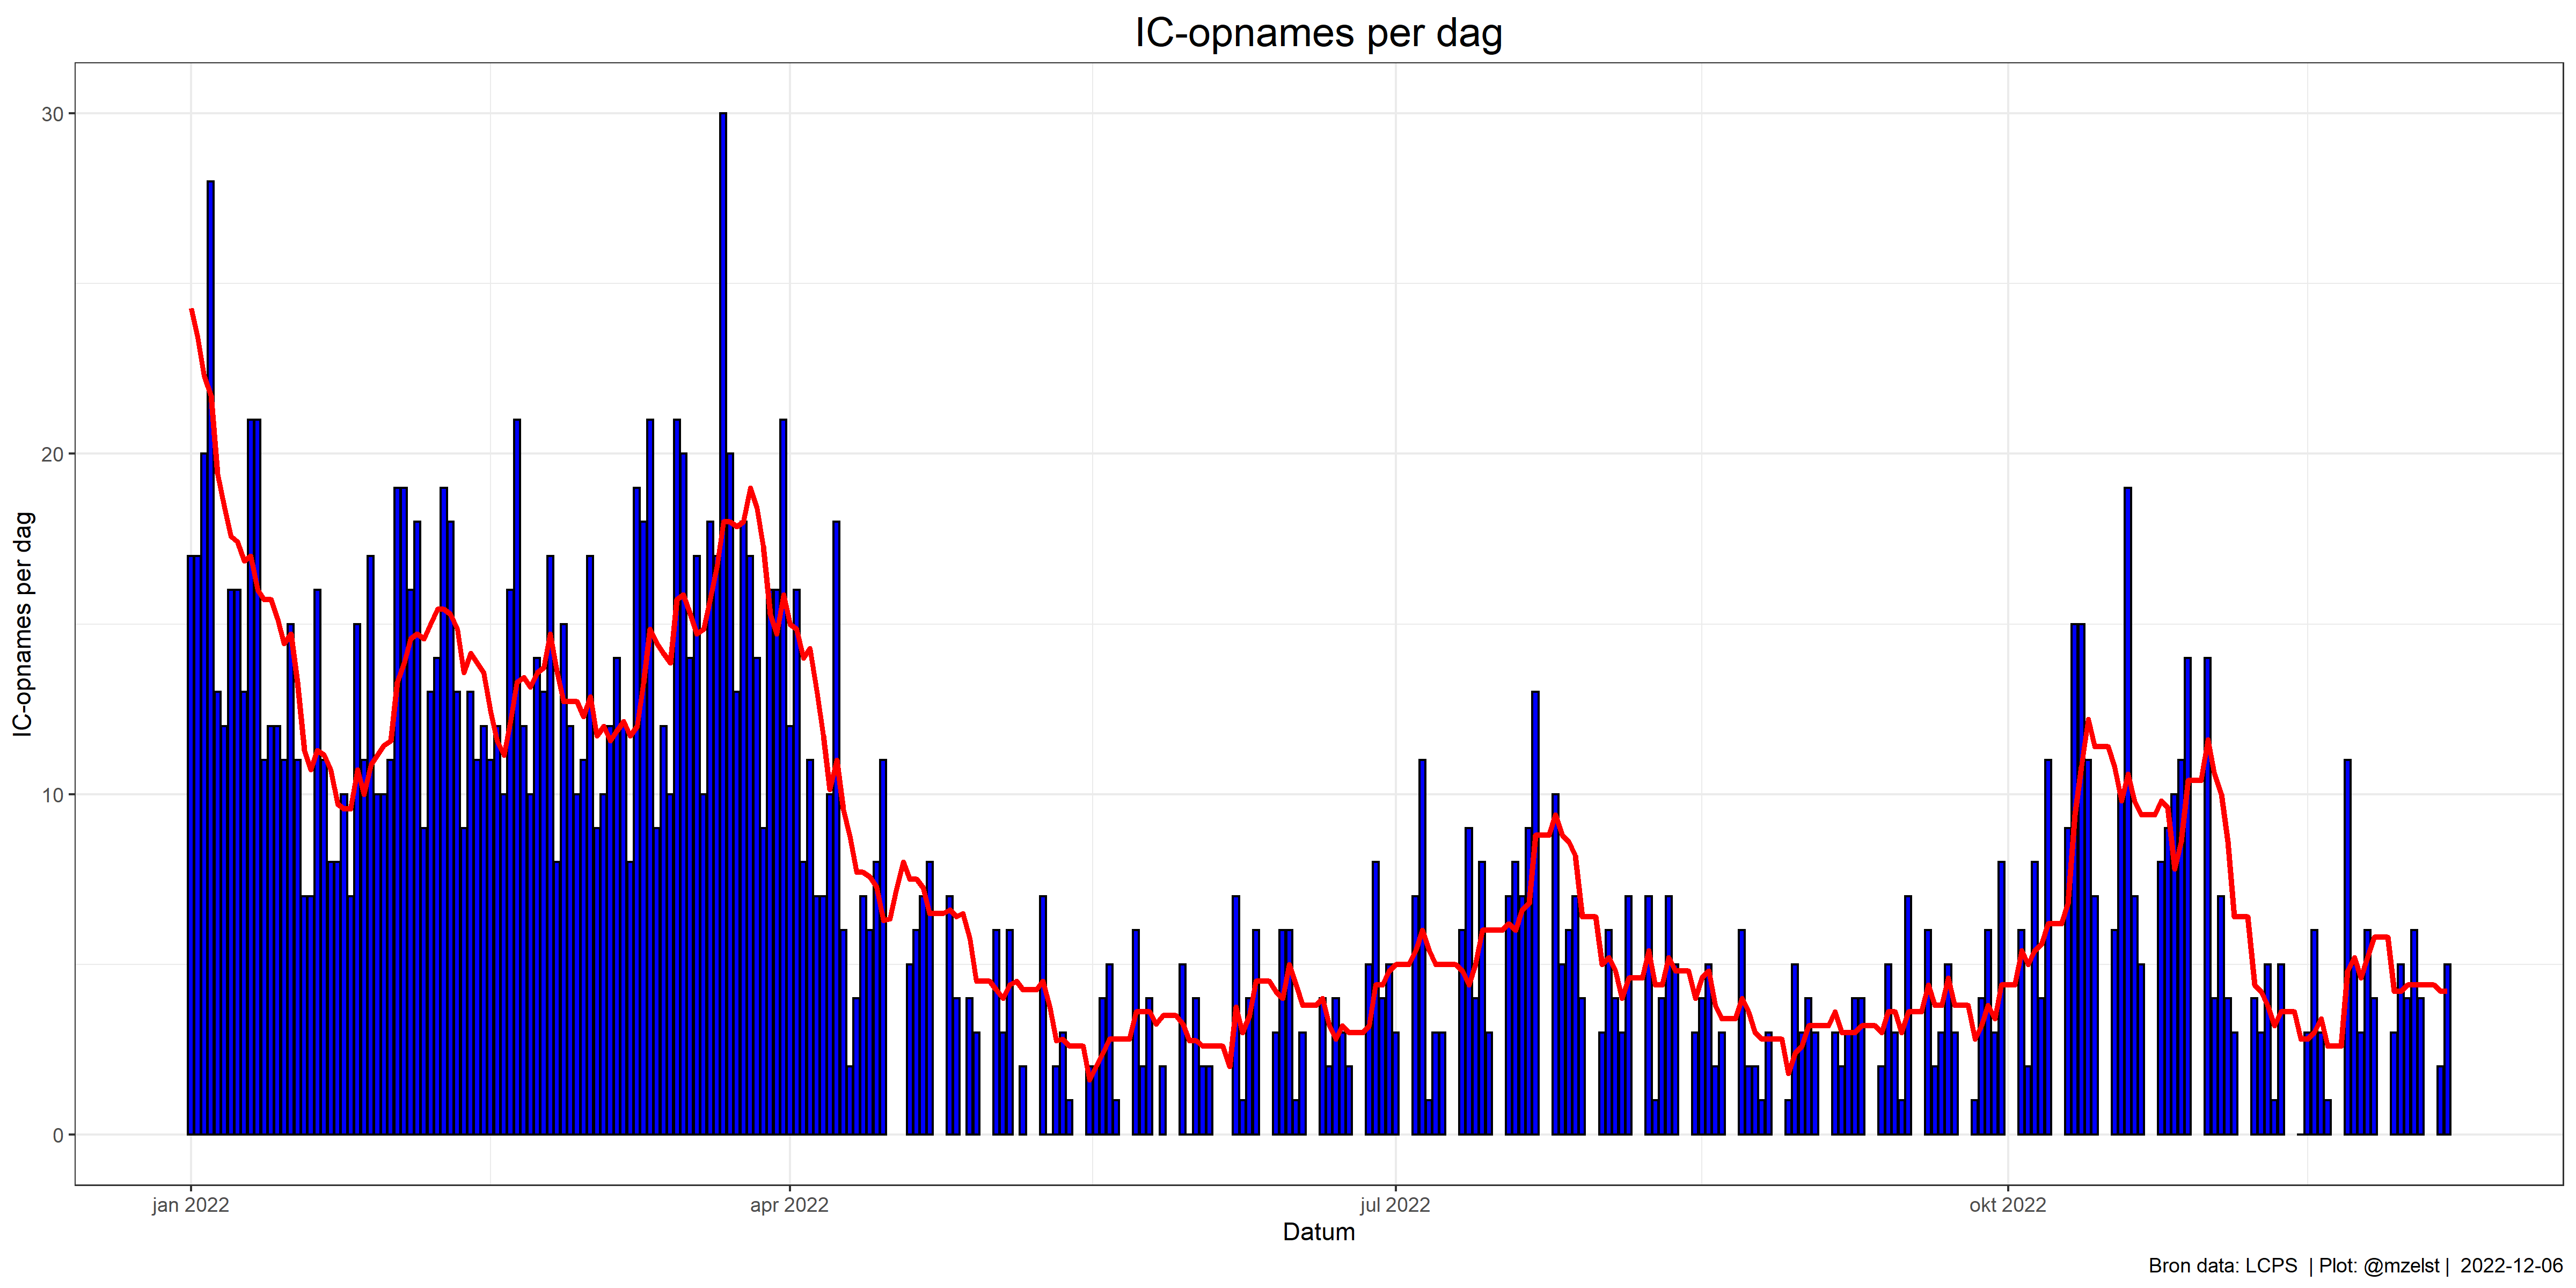 IC-opnames per dag
IC-opnames per dag
30
20
10
0
jan 2022
apr 2022
jul 2022
okt 2022
Datum
Bron data: LCPS | Plot: @mzelst | 2022-12-06